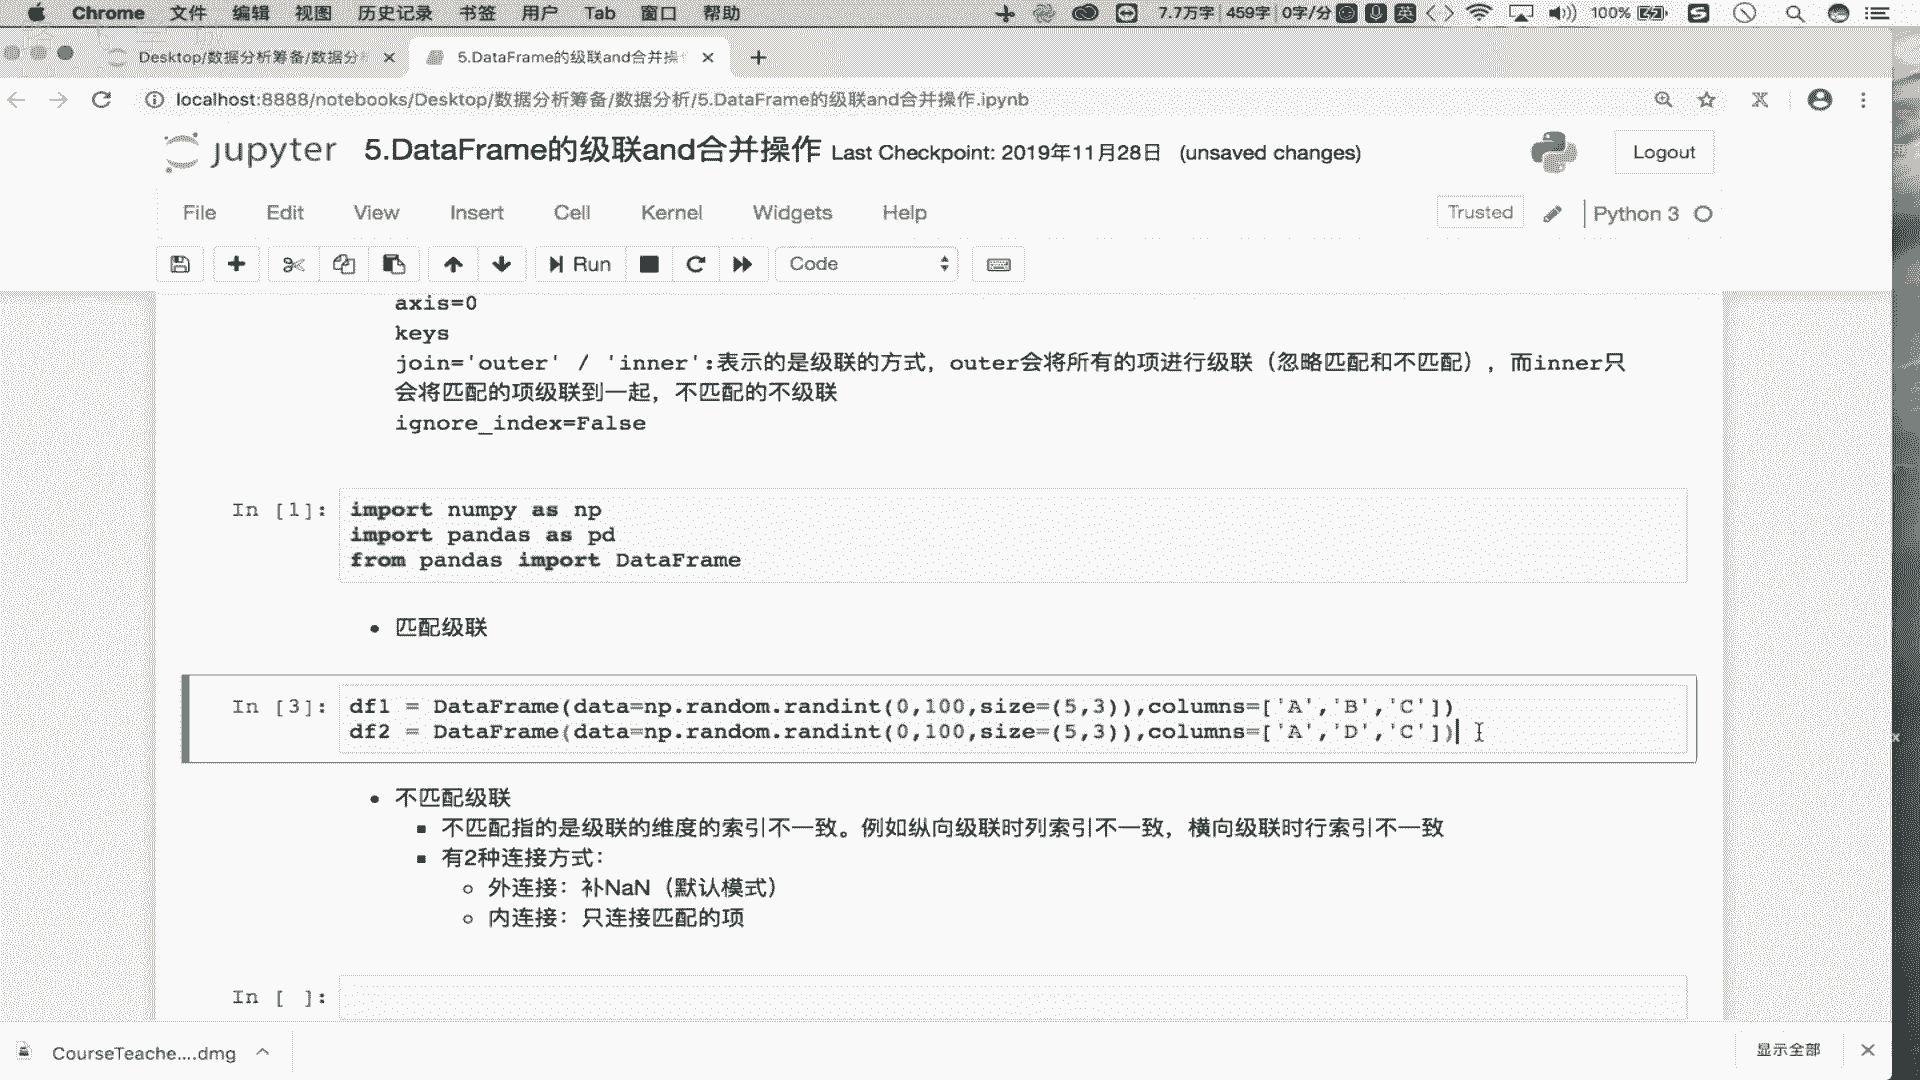 Chrome 文件 编辑 视图 历史记录 书签 用户 Tab 窗口 帮助 7.7万字 459字 0字/分 英 100%
Desktop/数据分析筹备/数据分 5.DataFrame的级联and合并操
localhost:8888/notebooks/Desktop/数据分析筹备/数据分析/5.DataFrame的级联and合并操作.ipynb
jupyter 5.DataFrame的级联and合并操作 Last Checkpoint: 2019年11月28日 (unsaved changes) Logout
File Edit View Insert Cell Kernel Widgets Help Trusted Python 3
Run Code
axis=0
keys
join='outer' / 'inner':表示的是级联的方式，outer会将所有的项进行级联（忽略匹配和不匹配），而inner只
会将匹配的项级联到一起，不匹配的不级联
ignore_index=False
In [1]: import numpy as np
import pandas as pd
from pandas import DataFrame
匹配级联
In [3]: df1 = DataFrame(data=np.random.randint(0,100,size=(5,3)),columns=['A','B','C'])
df2 = DataFrame(data=np.random.randint(0,100,size=(5,3)),columns=['A','D','C'])
不匹配级联
不匹配指的是级联的维度的索引不一致。例如纵向级联时列索引不一致，横向级联时行索引不一致
有2种连接方式：
外连接：补NaN（默认模式）
内连接：只连接匹配的项
In [ ]:
CourseTeache....dmg 显示全部